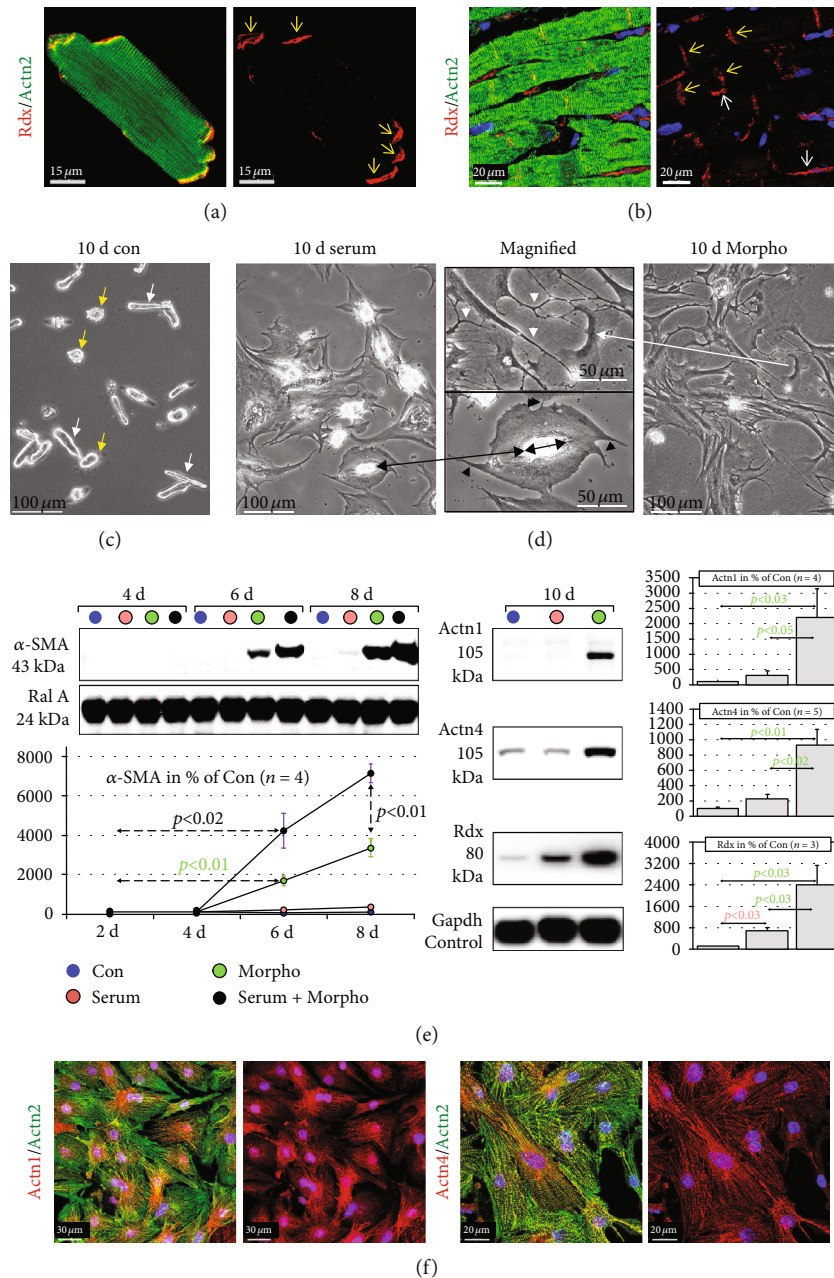 Rdx/Actn2
15 μm
15 μm
(a)
Rdx/Actn2
20 μm
20 μm
(b)
10 d con
100 μm
(c)
10 d serum
Magnified
10 d Morpho
100 μm
50 μm
50 μm
100 μm
(d)
4 d
6 d
8 d
α-SMA
43 kDa
Ral A
24 kDa
α-SMA in % of Con (n = 4)
8000
6000
4000
2000
0
p<0.02
p<0.01
p<0.01
2 d
4 d
6 d
8 d
Con
Serum
Morpho
Serum + Morpho
10 d
Actn1
105
kDa
Actn4
105
kDa
Rdx
80
kDa
Gapdh
Control
Actn1 in % of Con (n = 4)
3500
3000
2500
2000
1500
1000
500
0
p<0.03
p<0.05
Actn4 in % of Con (n = 5)
1400
1200
1000
800
600
400
200
0
p<0.01
p<0.02
Rdx in % of Con (n = 3)
4000
3200
2400
1600
800
0
p<0.03
p<0.03
p<0.03
(e)
Actn1/Actn2
30 μm
30 μm
Actn4/Actn2
20 μm
20 μm
(f)